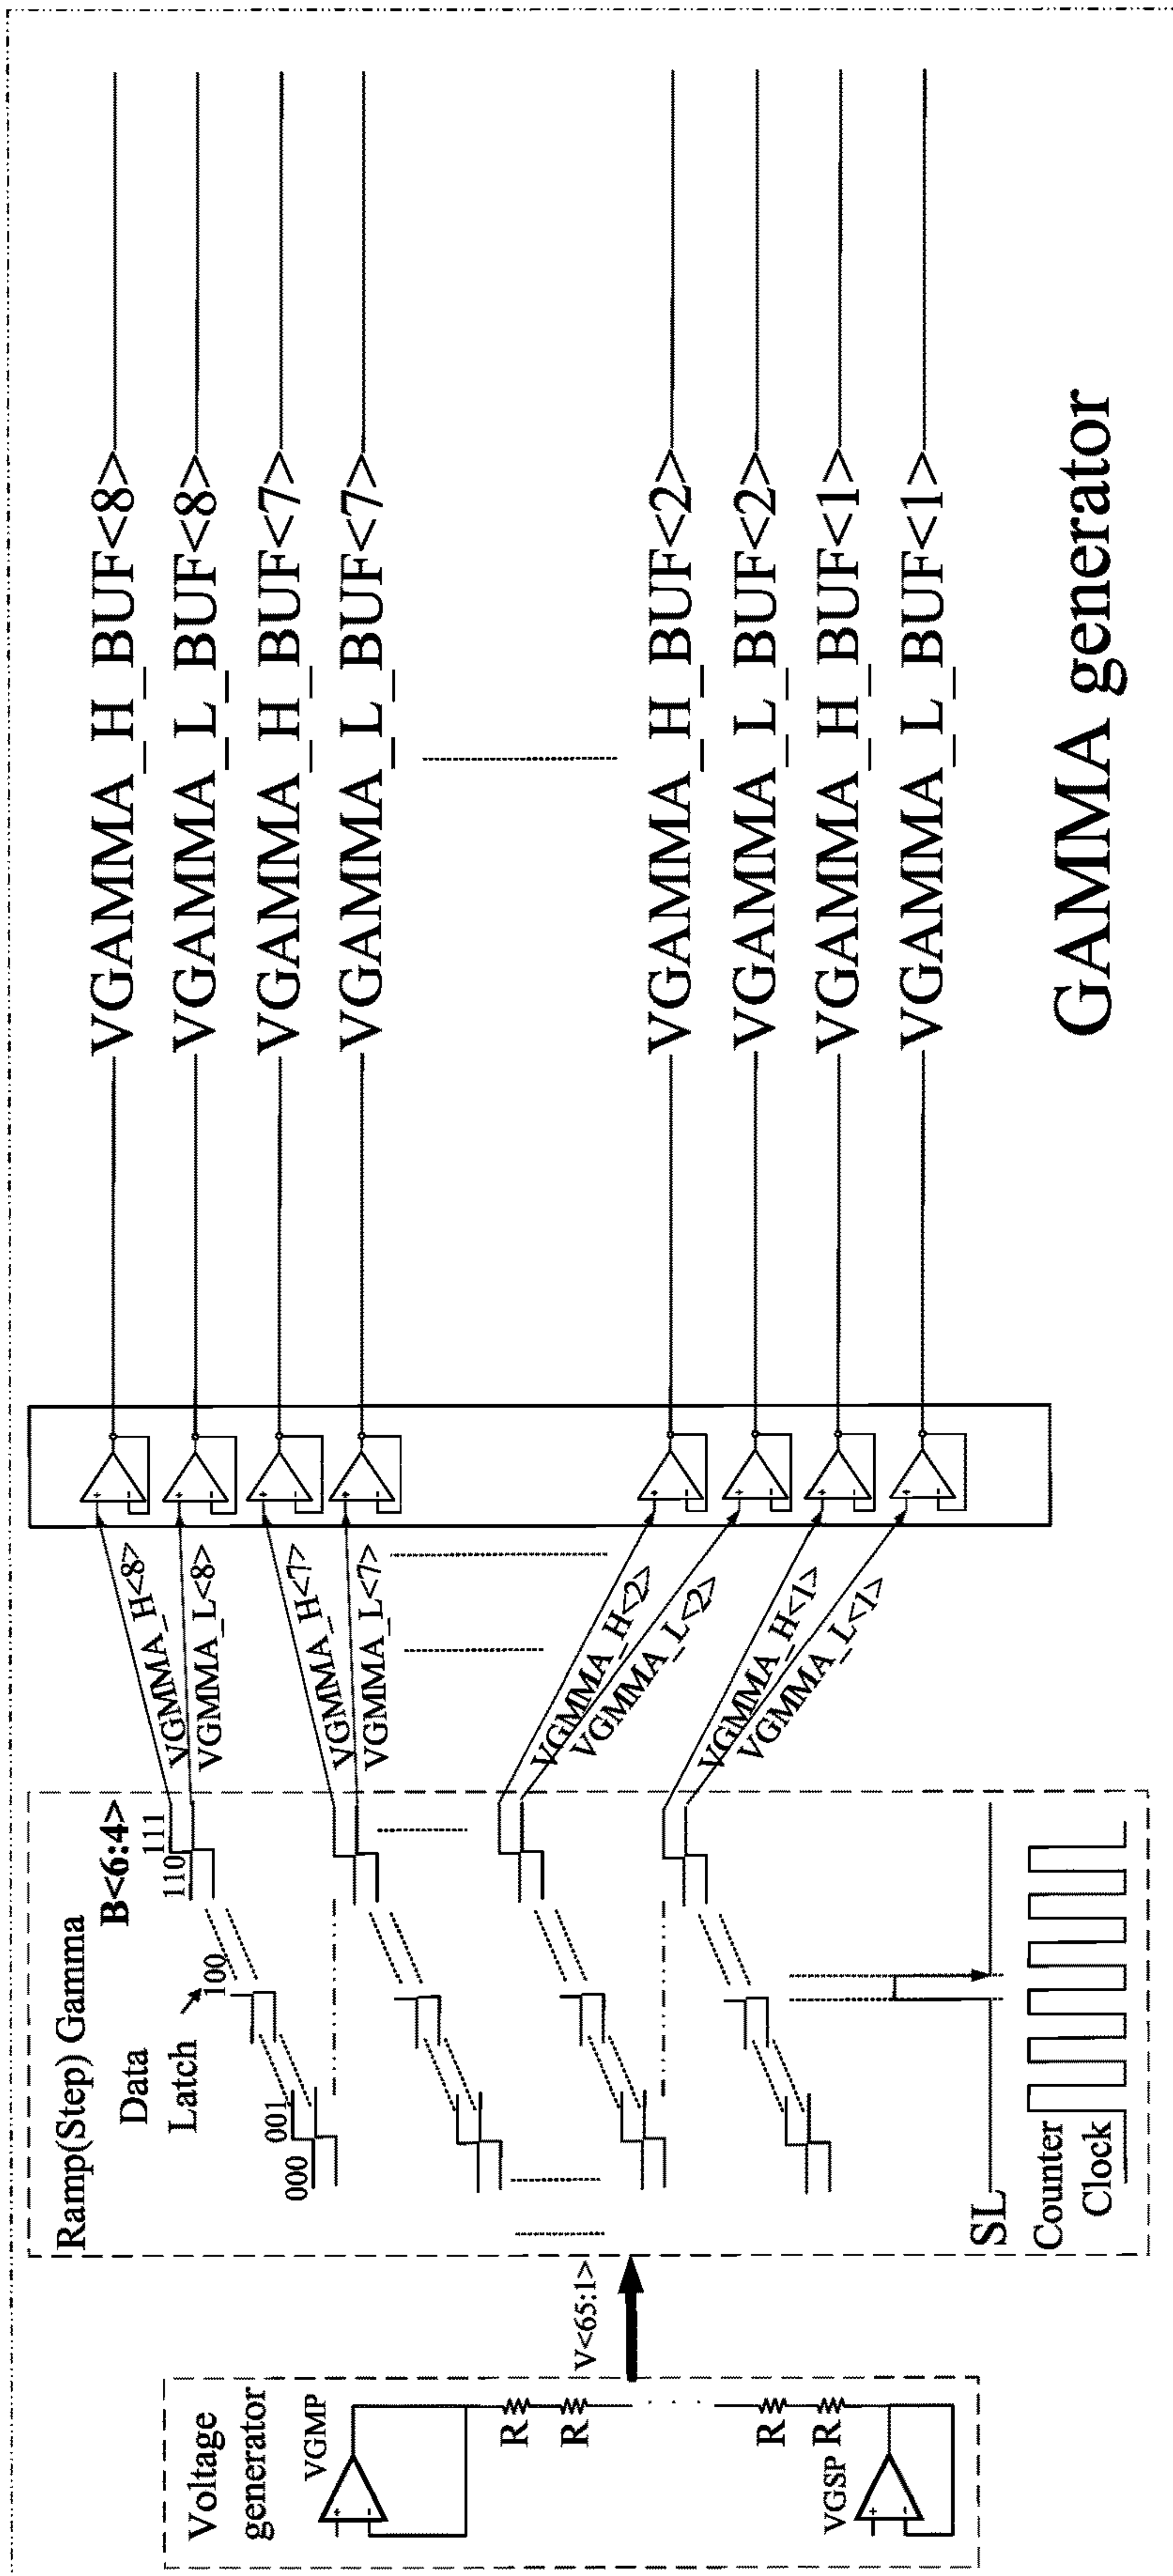 Voltage
generator
VGMP
R
R
R
R
VGSP
V<65:1>
Ramp(Step) Gamma
Data
Latch
B<6:4>
000
001
100
110
111
SL
Counter
Clock
VGMMA_H<8>
VGMMA_L<8>
VGMMA_H<7>
VGMMA_L<7>
VGMMA_H<2>
VGMMA_L<2>
VGMMA_H<1>
VGMMA_L<1>
VGAMMA_H_BUF<8>
VGAMMA_L_BUF<8>
VGAMMA_H_BUF<7>
VGAMMA_L_BUF<7>
VGAMMA_H_BUF<2>
VGAMMA_L_BUF<2>
VGAMMA_H_BUF<1>
VGAMMA_L_BUF<1>
GAMMA generator